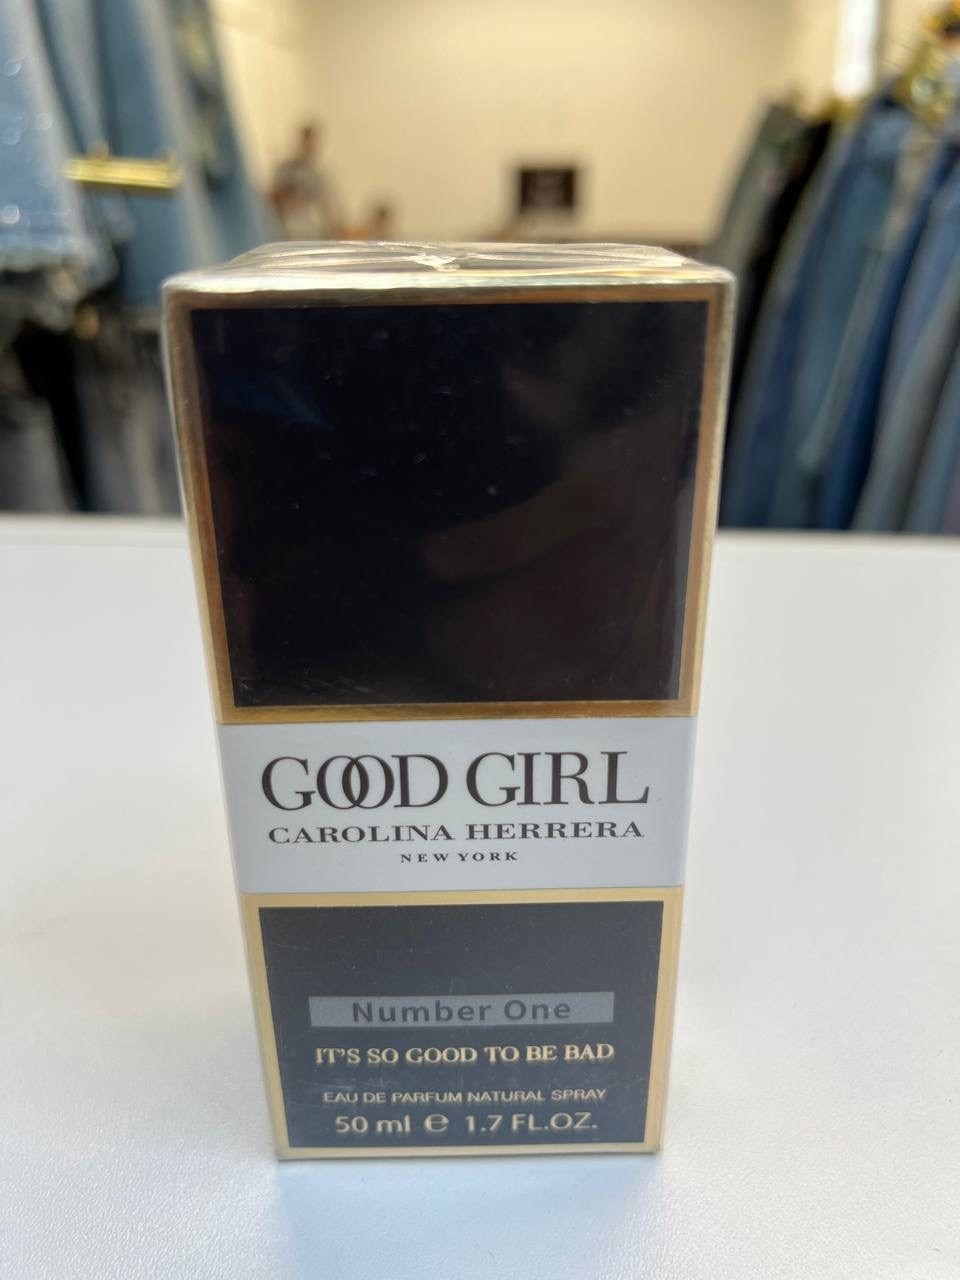 GOOD GIRL
CAROLINA HERRERA
NEW YORK
Number One
IT'S SO GOOD TO BE BAD
EAU DE PARFUM NATURAL SPRAY
50 ml ℮ 1.7 FL.OZ.